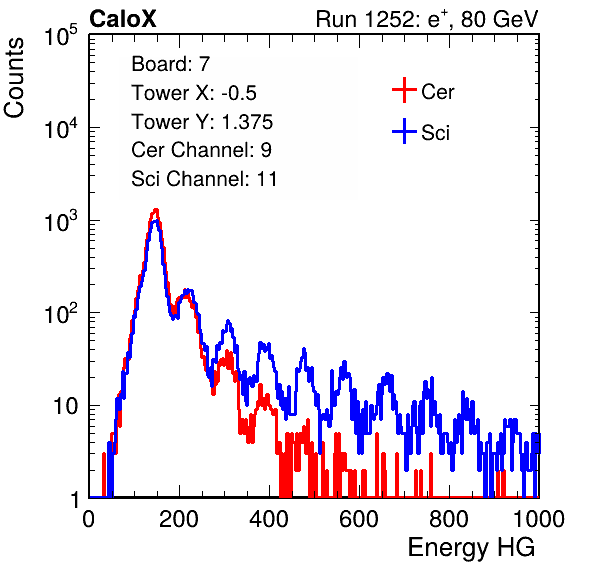 CaloX Run 1252: e⁺, 80 GeV
Counts
Board: 7
Tower X: -0.5
Tower Y: 1.375
Cer Channel: 9
Sci Channel: 11
Cer
Sci
10⁵
10⁴
10³
10²
10
1
0 200 400 600 800 1000
Energy HG